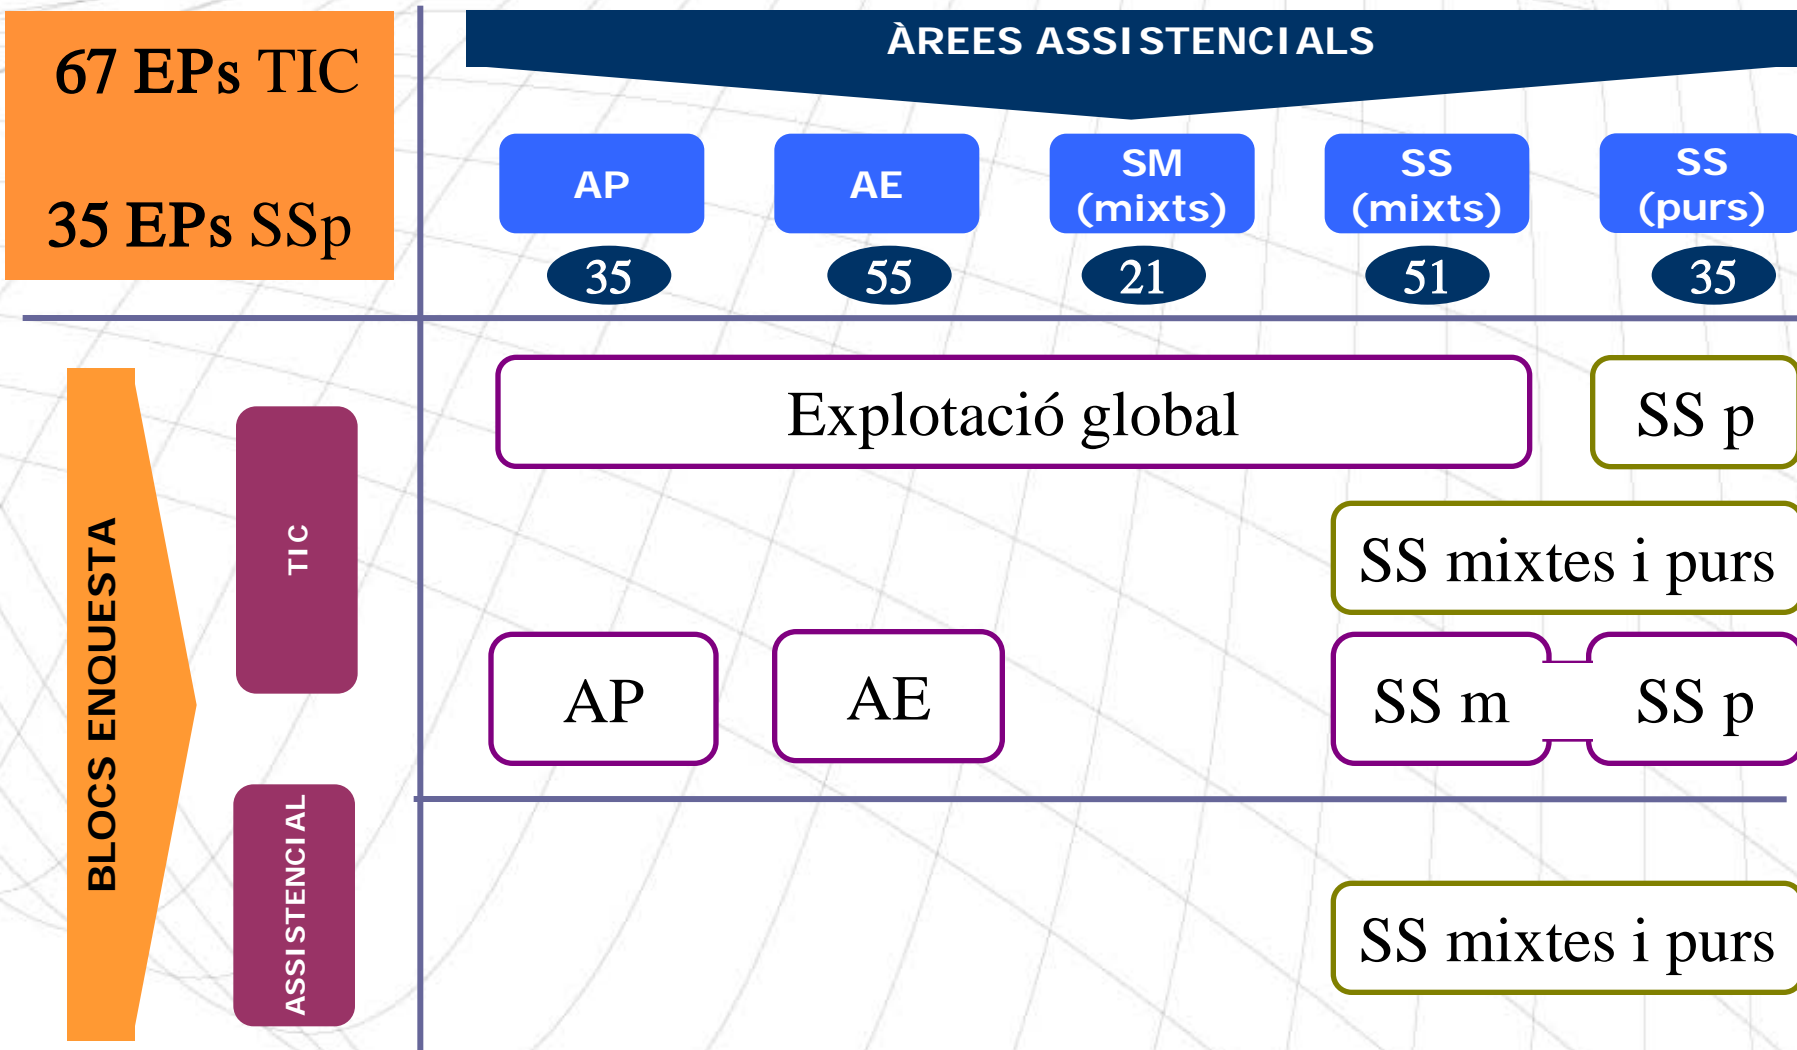 67 EPs TIC
35 EPs SSp
ÀREES ASSISTENCIALS
AP
AE
SM
(mixts)
SS
(mixts)
SS
(purs)
35
55
21
51
35
BLOCS ENQUESTA
TIC
Explotació global
SS p
SS mixtes i purs
AP
AE
SS m
SS p
ASSISTENCIAL
SS mixtes i purs